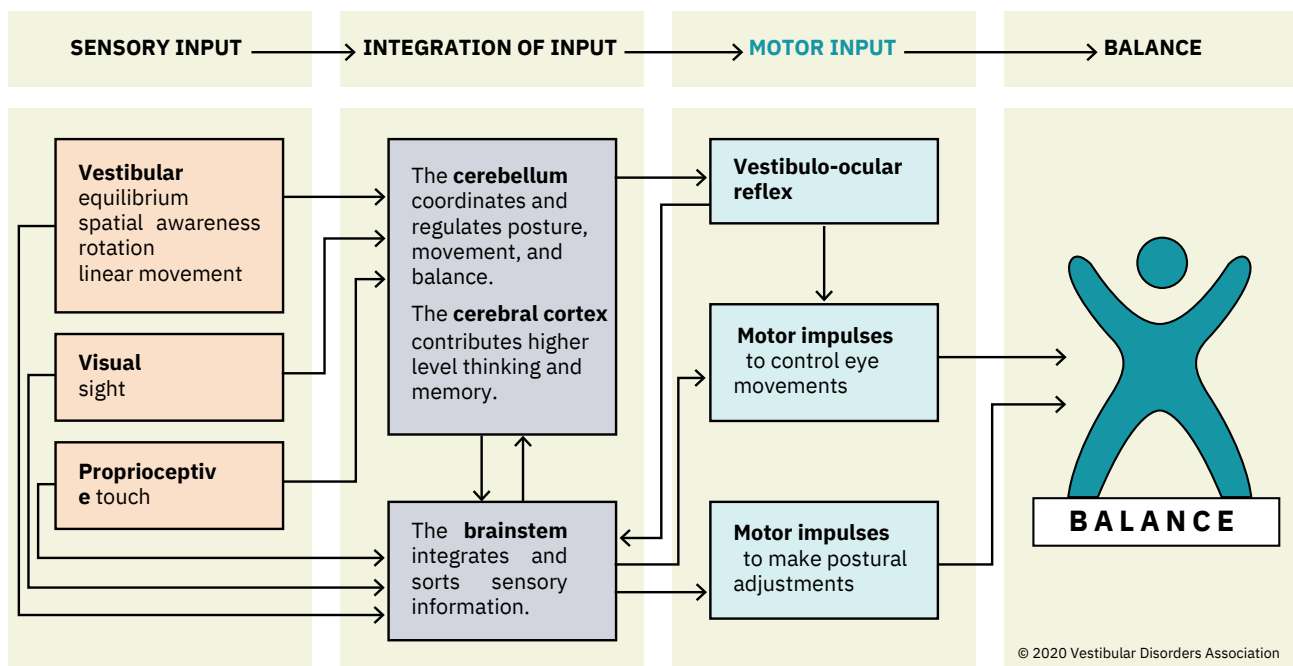 SENSORY INPUT
INTEGRATION OF INPUT
MOTOR INPUT
BALANCE
Vestibular
equilibrium
spatial awareness
rotation
linear movement
Visual
sight
Proprioceptiv
e touch
The cerebellum
coordinates and
regulates posture,
movement, and
balance.
The cerebral cortex
contributes higher
level thinking and
memory.
The brainstem
integrates and
sorts sensory
information.
Vestibulo-ocular
reflex
Motor impulses
to control eye
movements
Motor impulses
to make postural
adjustments
BALANCE
© 2020 Vestibular Disorders Association